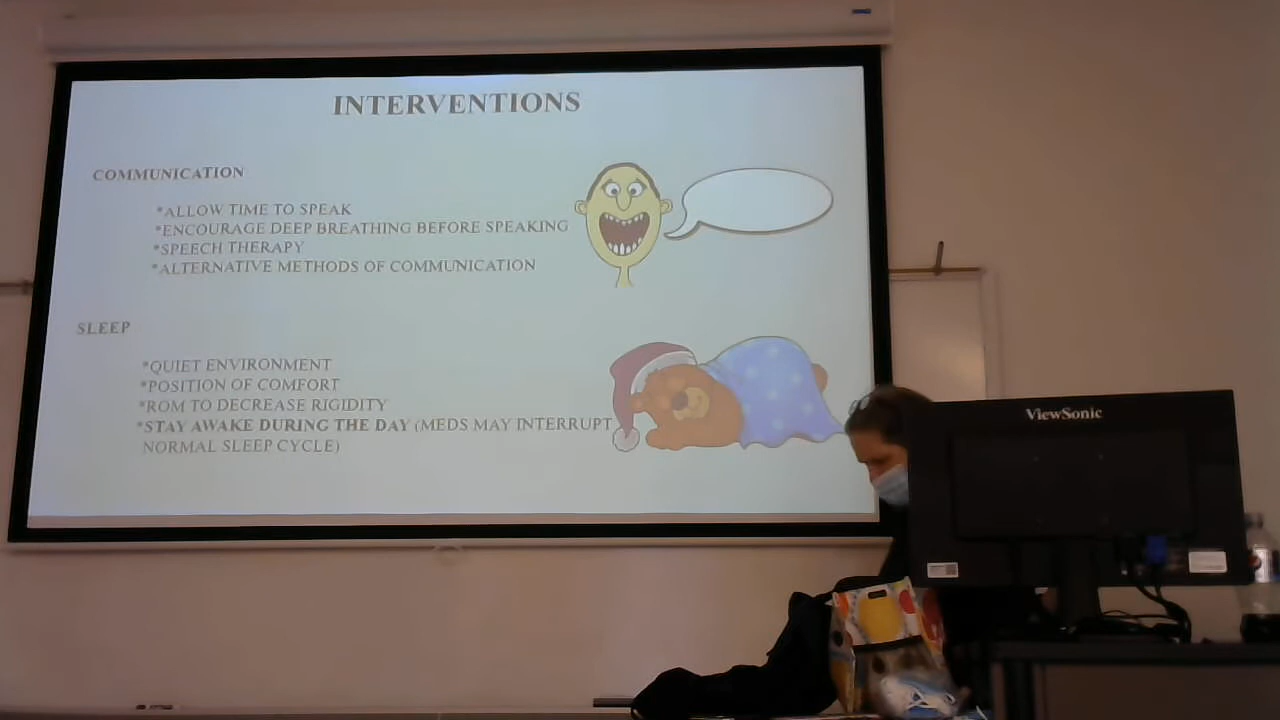 INTERVENTIONS
COMMUNICATION
*ALLOW TIME TO SPEAK
*ENCOURAGE DEEP BREATHING BEFORE SPEAKING
*SPEECH THERAPY
*ALTERNATIVE METHODS OF COMMUNICATION
SLEEP
*QUIET ENVIRONMENT
*POSITION OF COMFORT
*ROM TO DECREASE RIGIDITY
*STAY AWAKE DURING THE DAY (MEDS MAY INTERRUPT
NORMAL SLEEP CYCLE)
ViewSonic